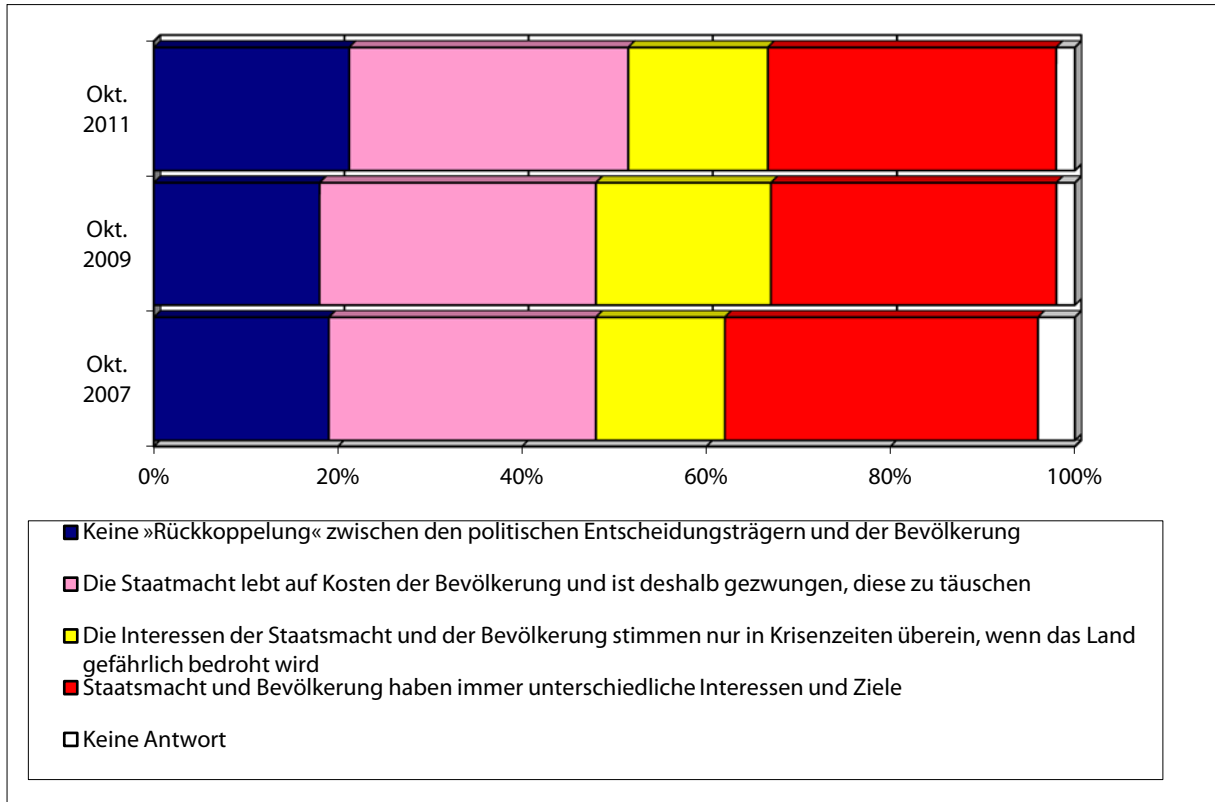 Okt.
2011
Okt.
2009
Okt.
2007
0%
20%
40%
60%
80%
100%
Keine »Rückkoppelung« zwischen den politischen Entscheidungsträgern und der Bevölkerung
Die Staatmacht lebt auf Kosten der Bevölkerung und ist deshalb gezwungen, diese zu täuschen
Die Interessen der Staatsmacht und der Bevölkerung stimmen nur in Krisenzeiten überein, wenn das Land
gefährlich bedroht wird
Staatsmacht und Bevölkerung haben immer unterschiedliche Interessen und Ziele
Keine Antwort